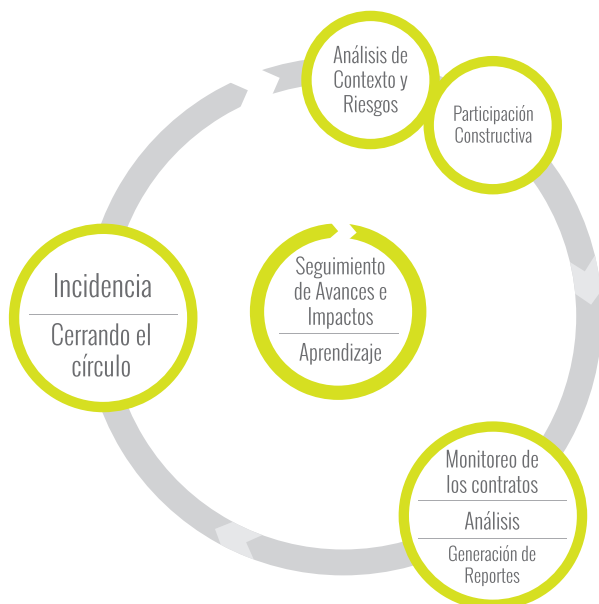 Análisis de
Contexto y
Riesgos
Participación
Constructiva
Seguimiento
de Avances e
Impactos
Aprendizaje
Incidencia
Cerrando el
círculo
Monitoreo de
los contratos
Análisis
Generación de
Reportes